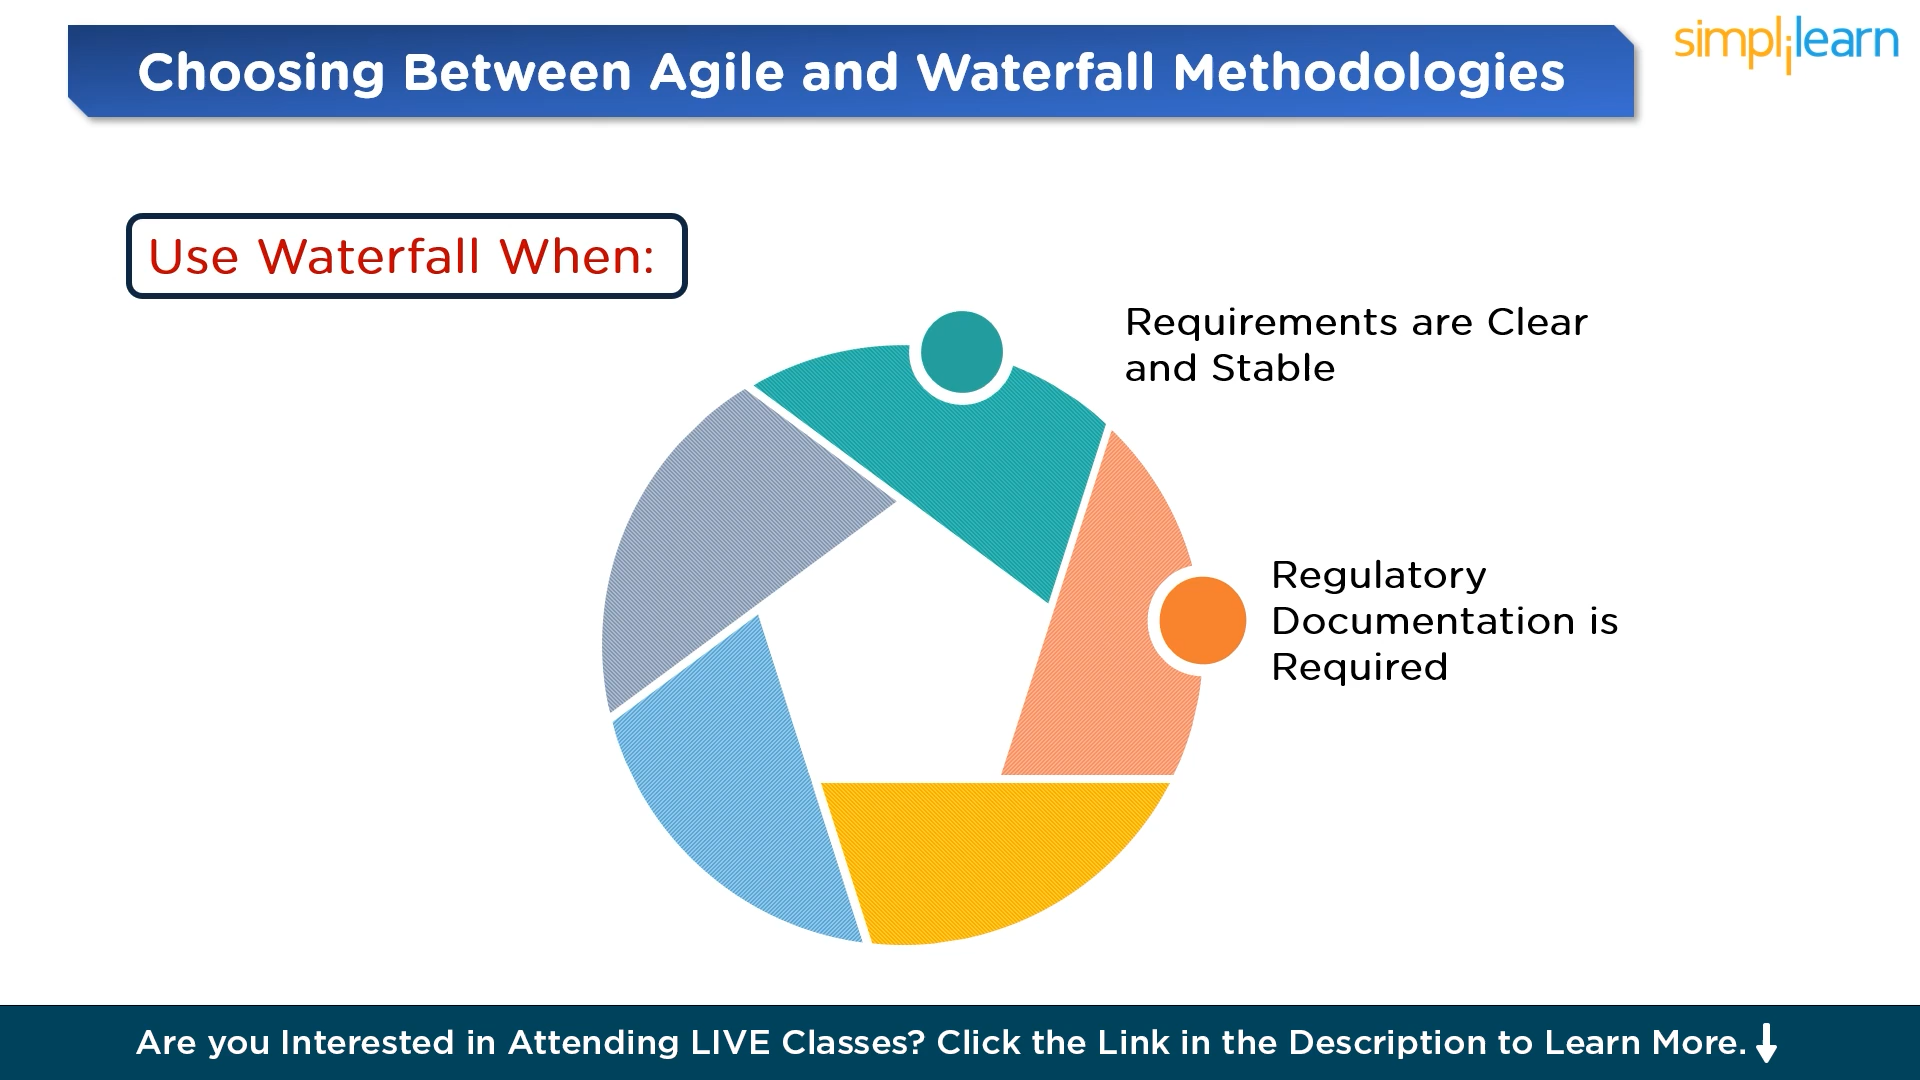 Choosing Between Agile and Waterfall Methodologies
simplilearn
Use Waterfall When:
Requirements are Clear
and Stable
Regulatory
Documentation is
Required
Are you Interested in Attending LIVE Classes? Click the Link in the Description to Learn More.